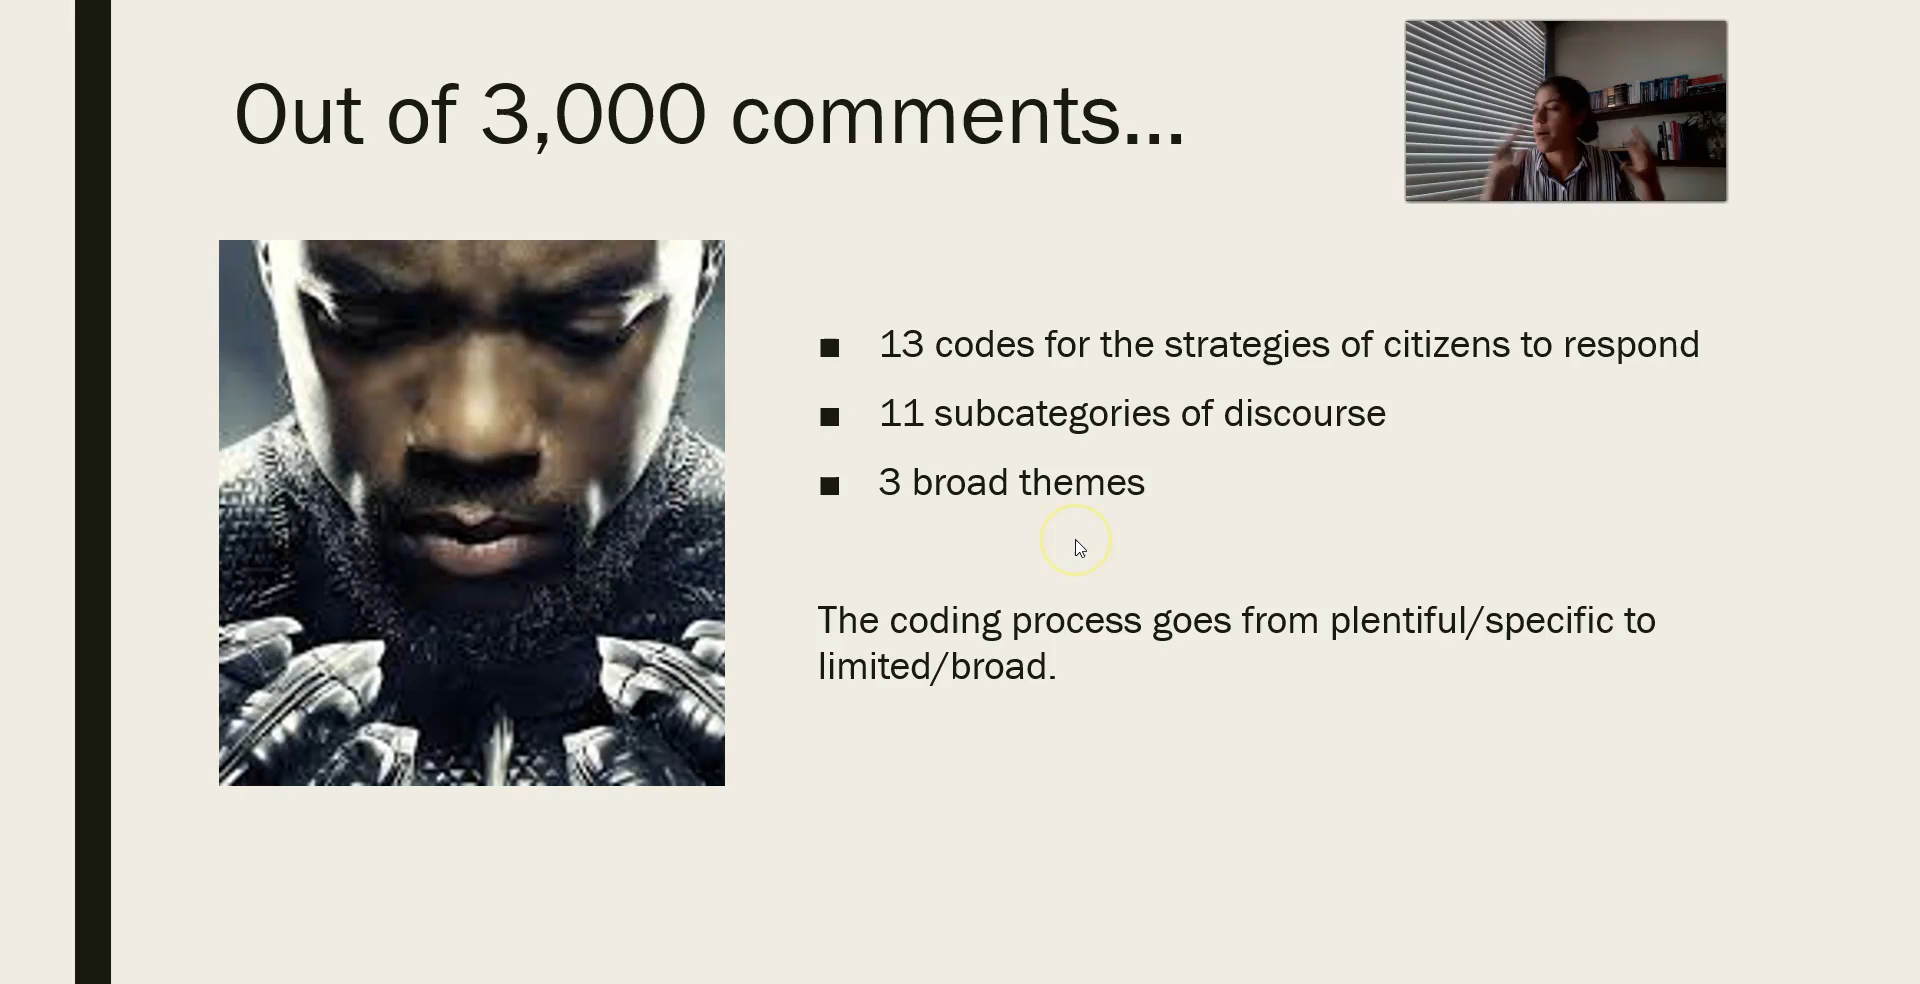 Out of 3,000 comments...
■ 13 codes for the strategies of citizens to respond
■ 11 subcategories of discourse
■ 3 broad themes
The coding process goes from plentiful/specific to
limited/broad.